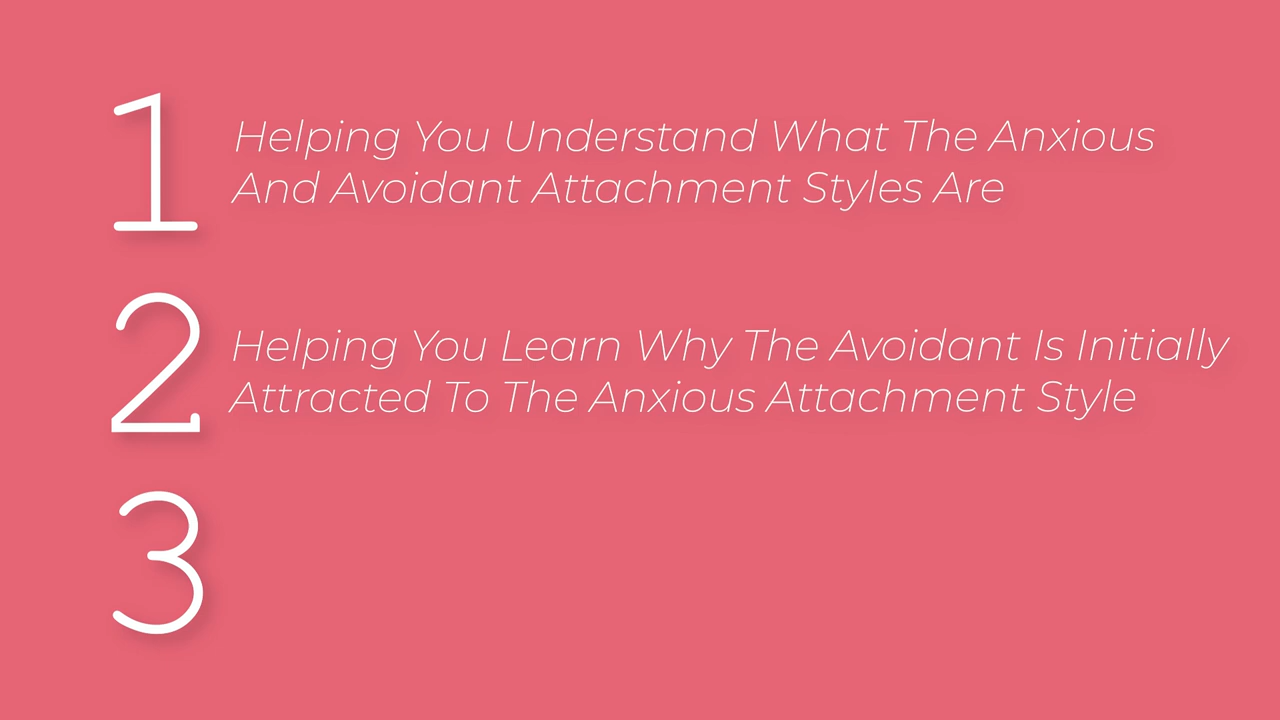 1
Helping You Understand What The Anxious
And Avoidant Attachment Styles Are
2
Helping You Learn Why The Avoidant Is Initially
Attracted To The Anxious Attachment Style
3